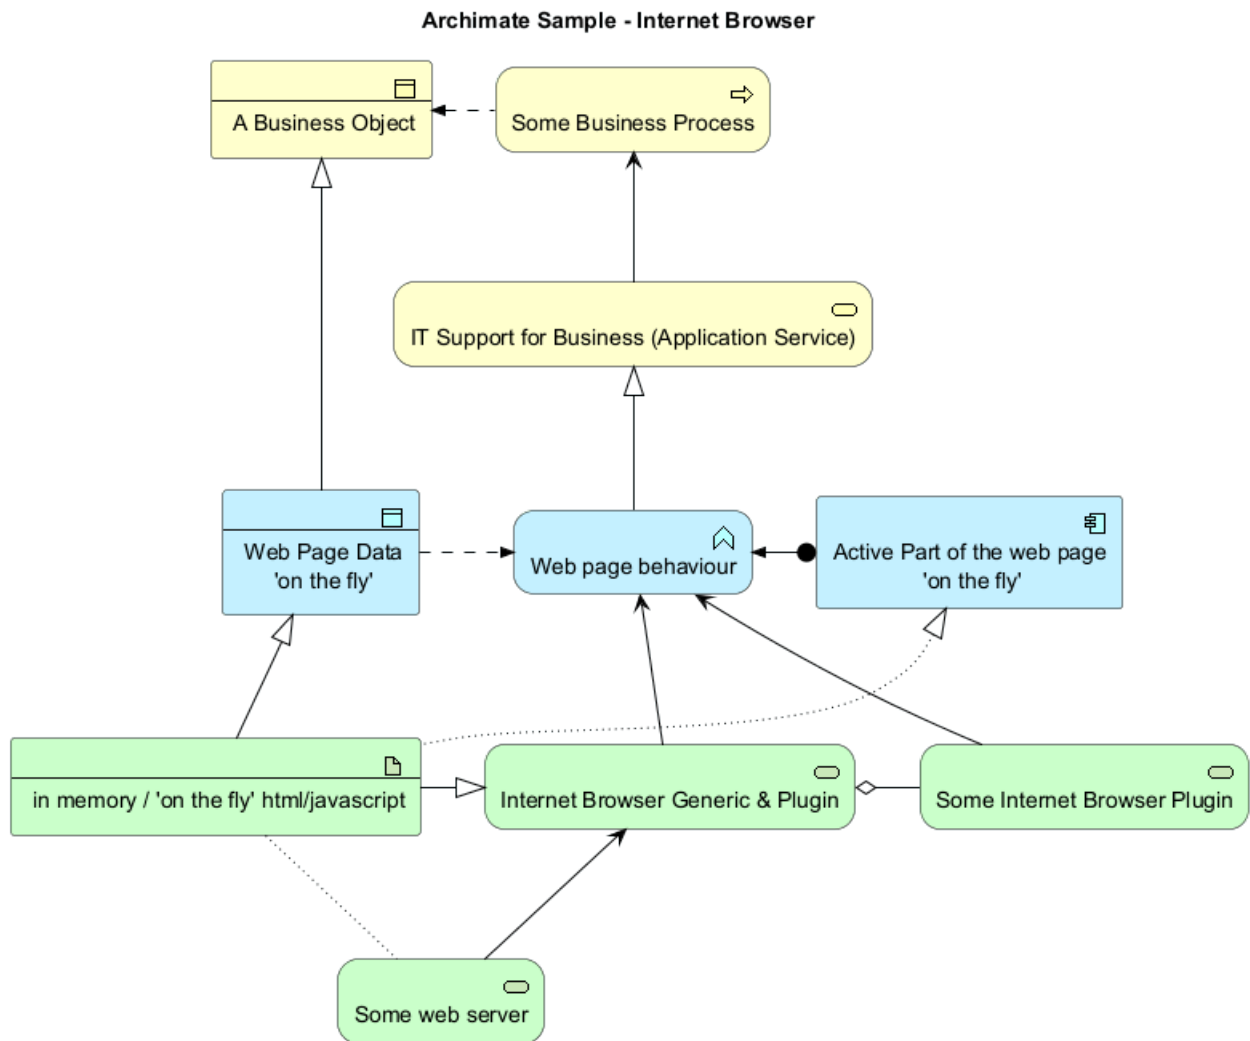 Archimate Sample - Internet Browser
A Business Object
Some Business Process
IT Support for Business (Application Service)
Web Page Data
'on the fly'
Web page behaviour
Active Part of the web page
'on the fly'
in memory / 'on the fly' html/javascript
Internet Browser Generic & Plugin
Some Internet Browser Plugin
Some web server